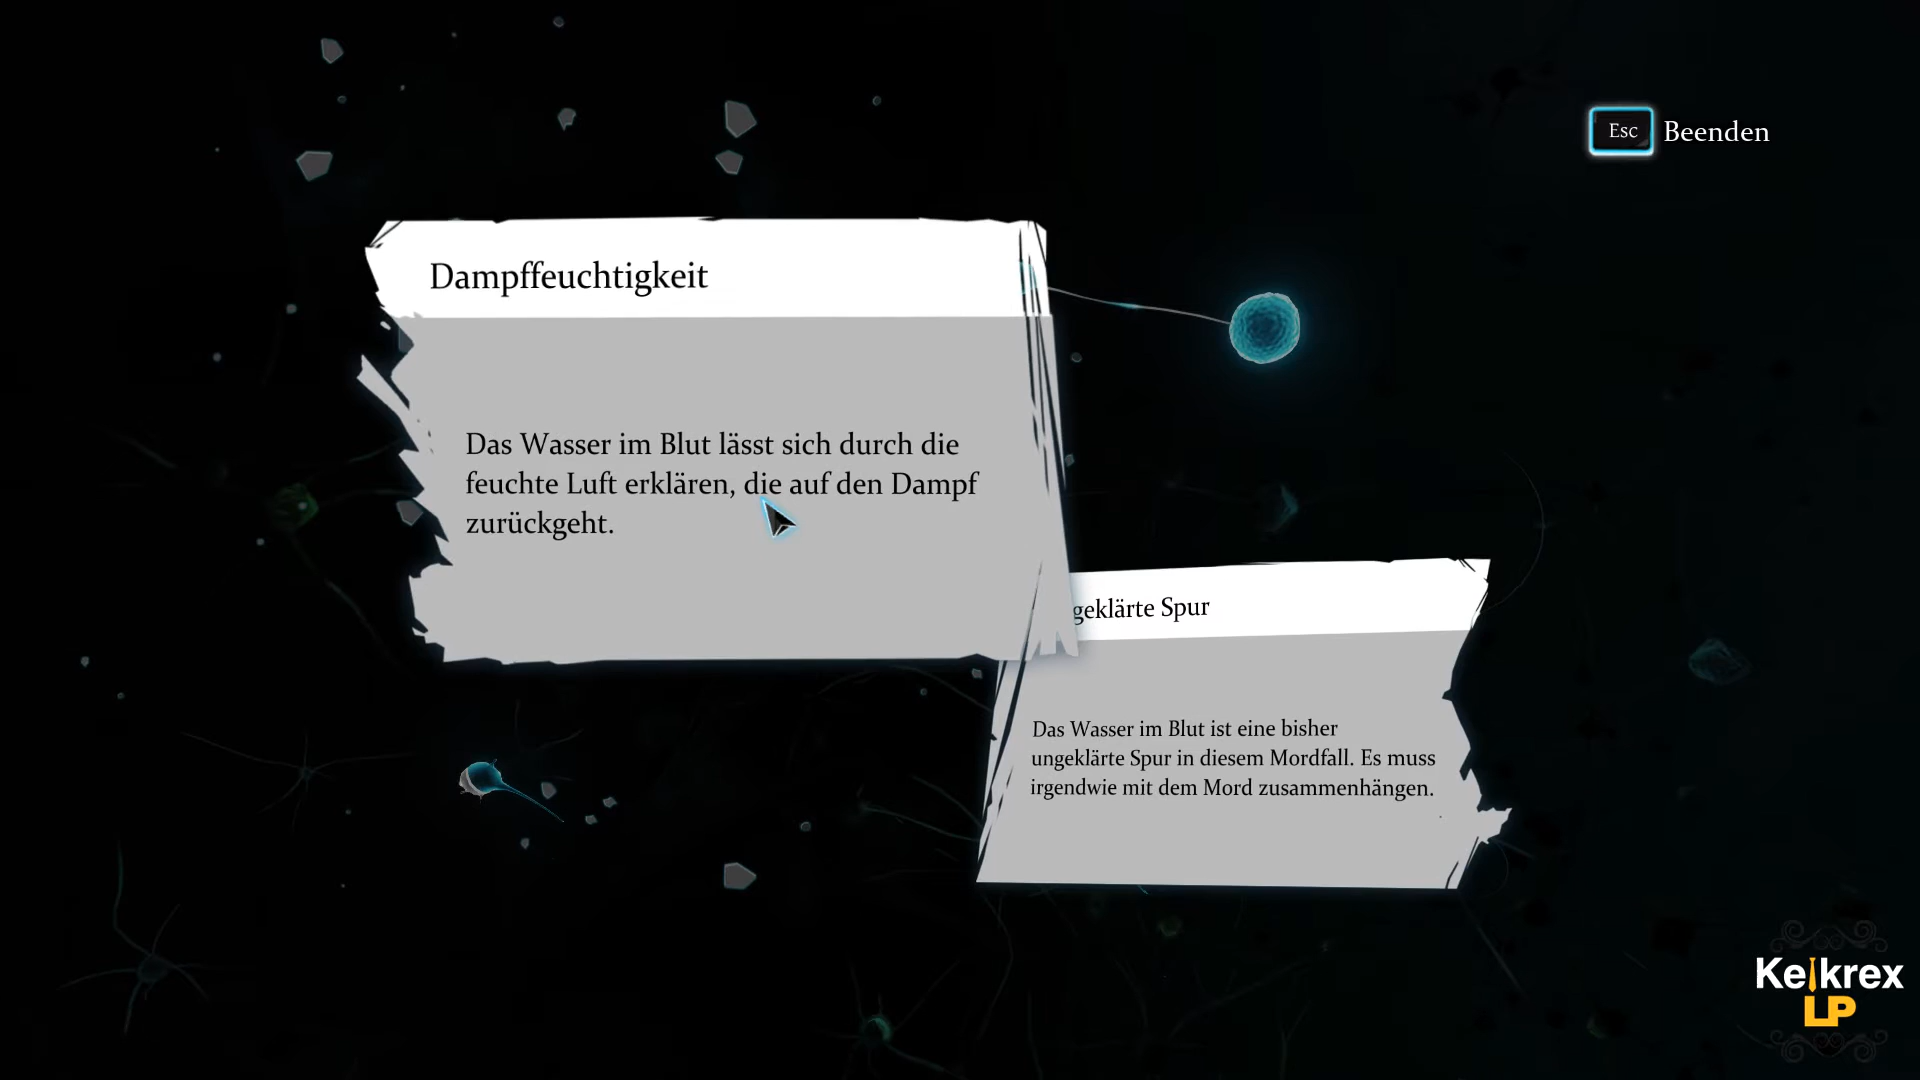 Esc Beenden
Dampffeuchtigkeit
Das Wasser im Blut lässt sich durch die
feuchte Luft erklären, die auf den Dampf
zurückgeht.
geklärte Spur
Das Wasser im Blut ist eine bisher
ungeklärte Spur in diesem Mordfall. Es muss
irgendwie mit dem Mord zusammenhängen.
Keikrex
LP